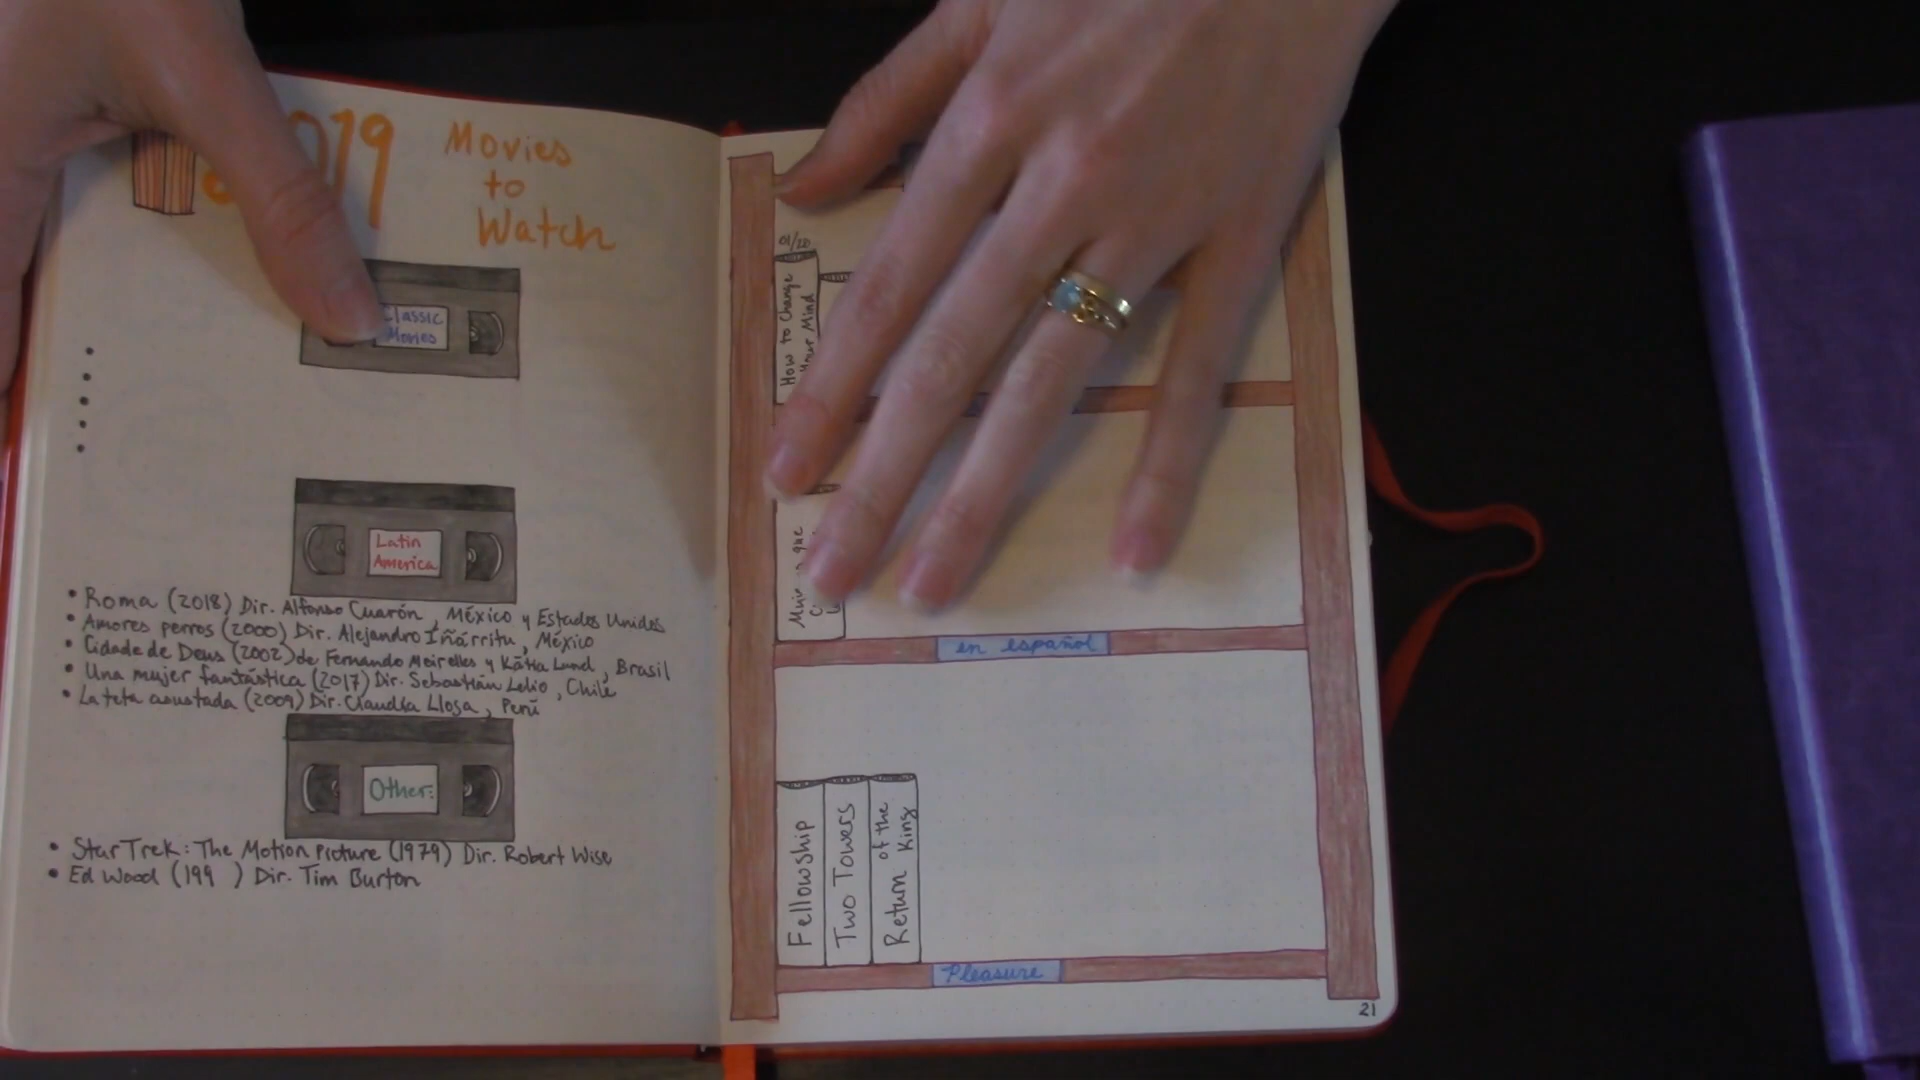 2019
Movies
to
Watch
Classic
Movies
Latin
America
• Roma (2018) Dir. Alfonso Cuarón, México y Estados Unidos
• Amores perros (2000) Dir. Alejandro Iñárritu, México
• Cidade de Deus (2002) de Fernando Meirelles y Kátia Lund, Brasil
• Una mujer fantástica (2017) Dir. Sebastián Lelio, Chile
• La teta asustada (2009) Dir. Claudia Llosa, Perú
Other:
• Star Trek: The Motion Picture (1979) Dir. Robert Wise
• Ed Wood (199 ) Dir. Tim Burton
How to Change
Your Mind
que
en español
Fellowship
Two Towers
Return of the
King
Pleasure
21